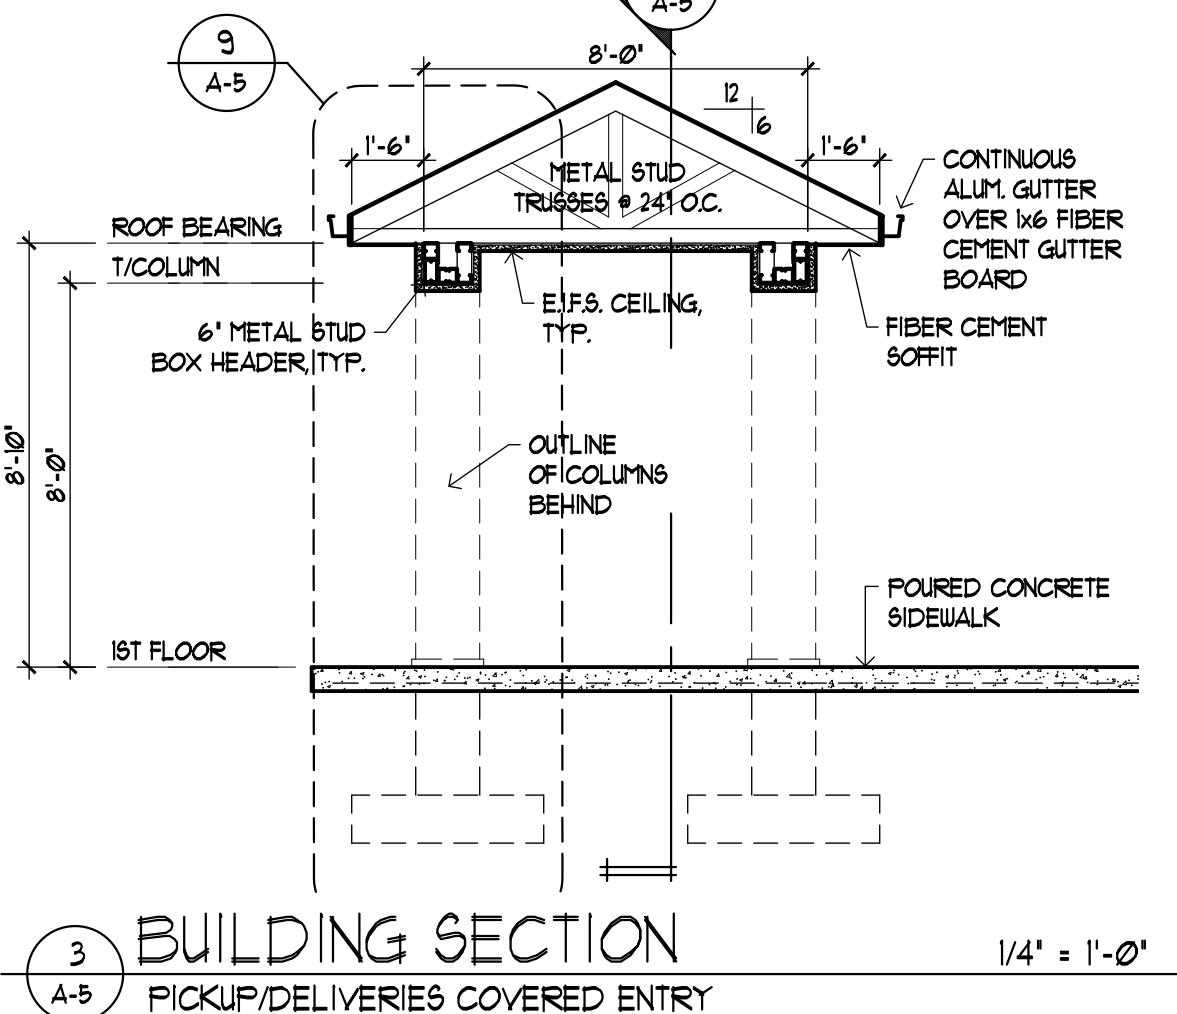 A-5
9
A-5
8'-0"
12
6
1'-6"
1'-6"
METAL STUD
TRUSSES @ 24" O.C.
CONTINUOUS
ALUM. GUTTER
OVER 1x6 FIBER
CEMENT GUTTER
BOARD
ROOF BEARING
T/COLUMN
E.I.F.S. CEILING,
TYP.
6" METAL STUD
BOX HEADER, TYP.
FIBER CEMENT
SOFFIT
8'-10"
8'-0"
OUTLINE
OF COLUMNS
BEHIND
POURED CONCRETE
SIDEWALK
1ST FLOOR
3
A-5
BUILDING SECTION
1/4" = 1'-0"
PICKUP/DELIVERIES COVERED ENTRY